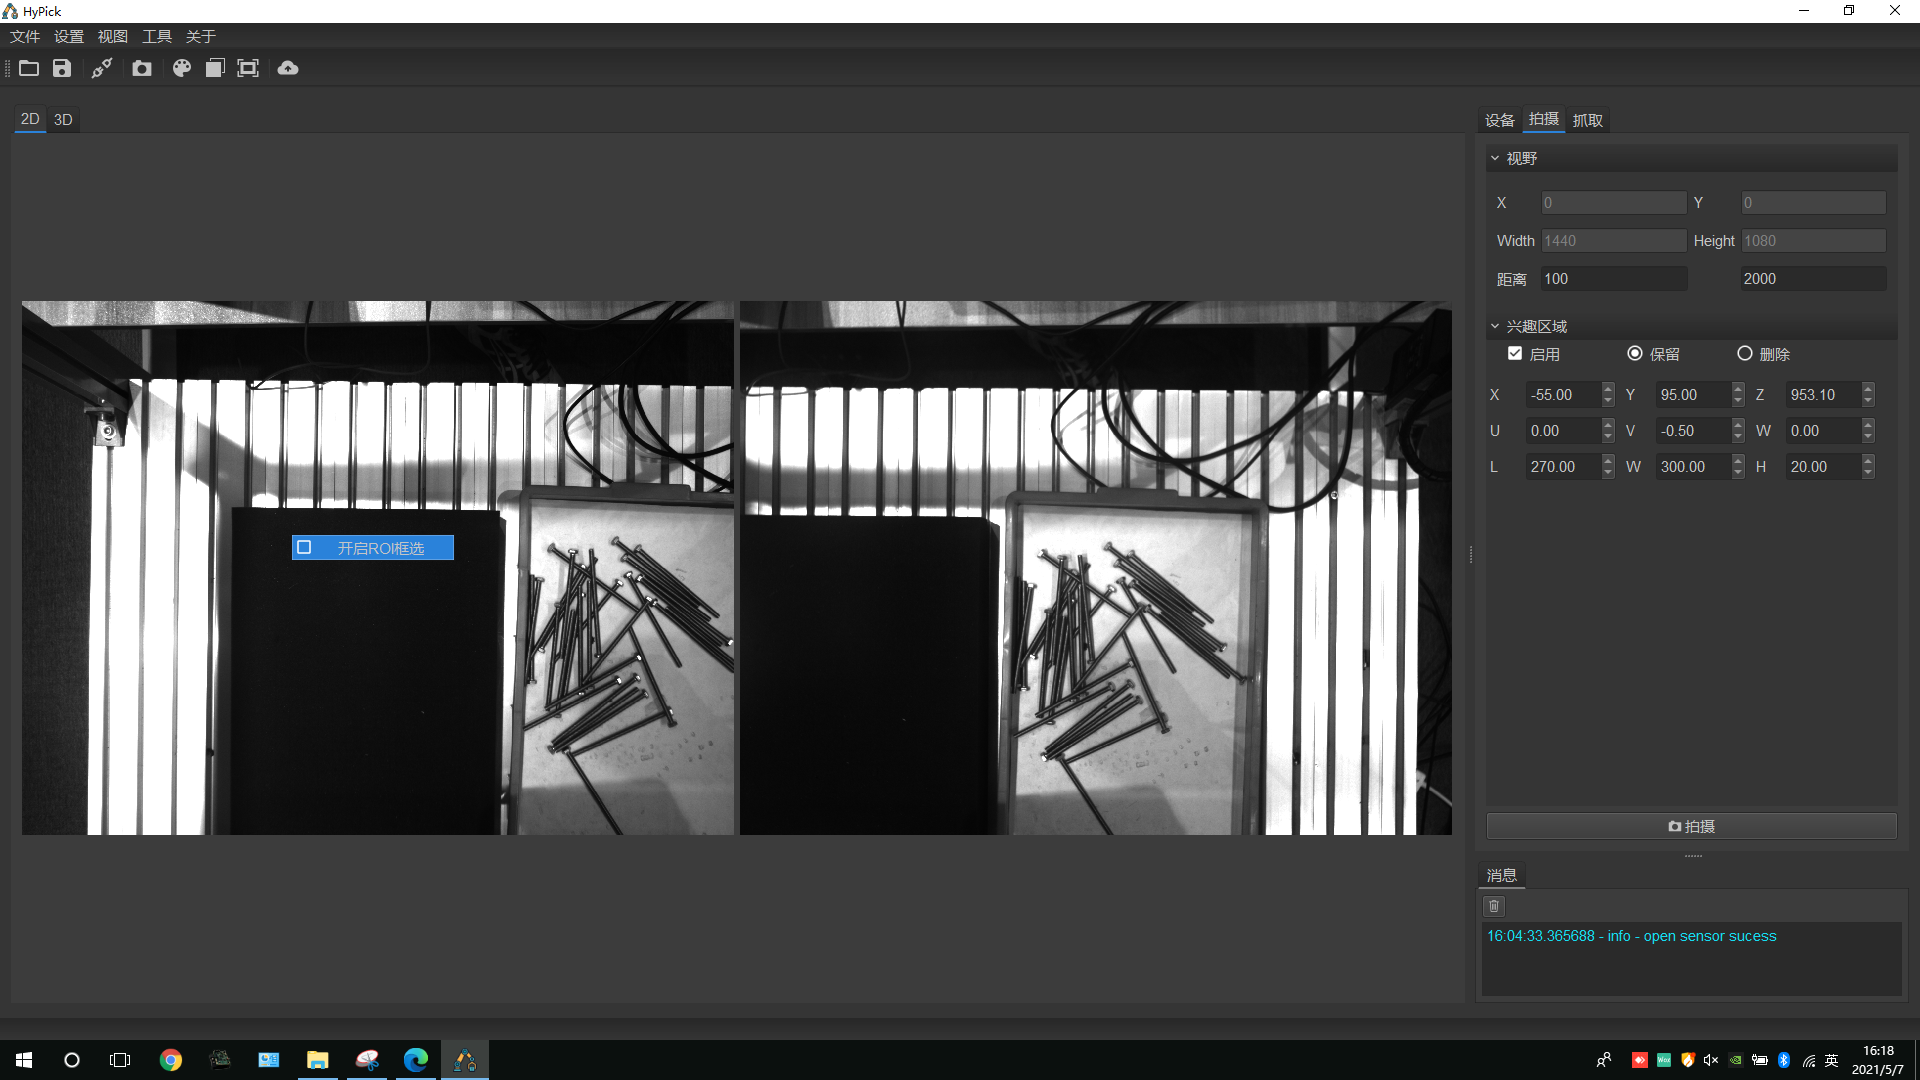 HyPick
文件 设置 视图 工具 关于
2D 3D
开启ROI框选
设备 拍摄 抓取
视野
X 0 Y 0
Width 1440 Height 1080
距离 100 2000
兴趣区域
启用 保留 删除
X -55.00 Y 95.00 Z 953.10
U 0.00 V -0.50 W 0.00
L 270.00 W 300.00 H 20.00
拍摄
消息
16:04:33.365688 - info - open sensor sucess
英
16:18
2021/5/7